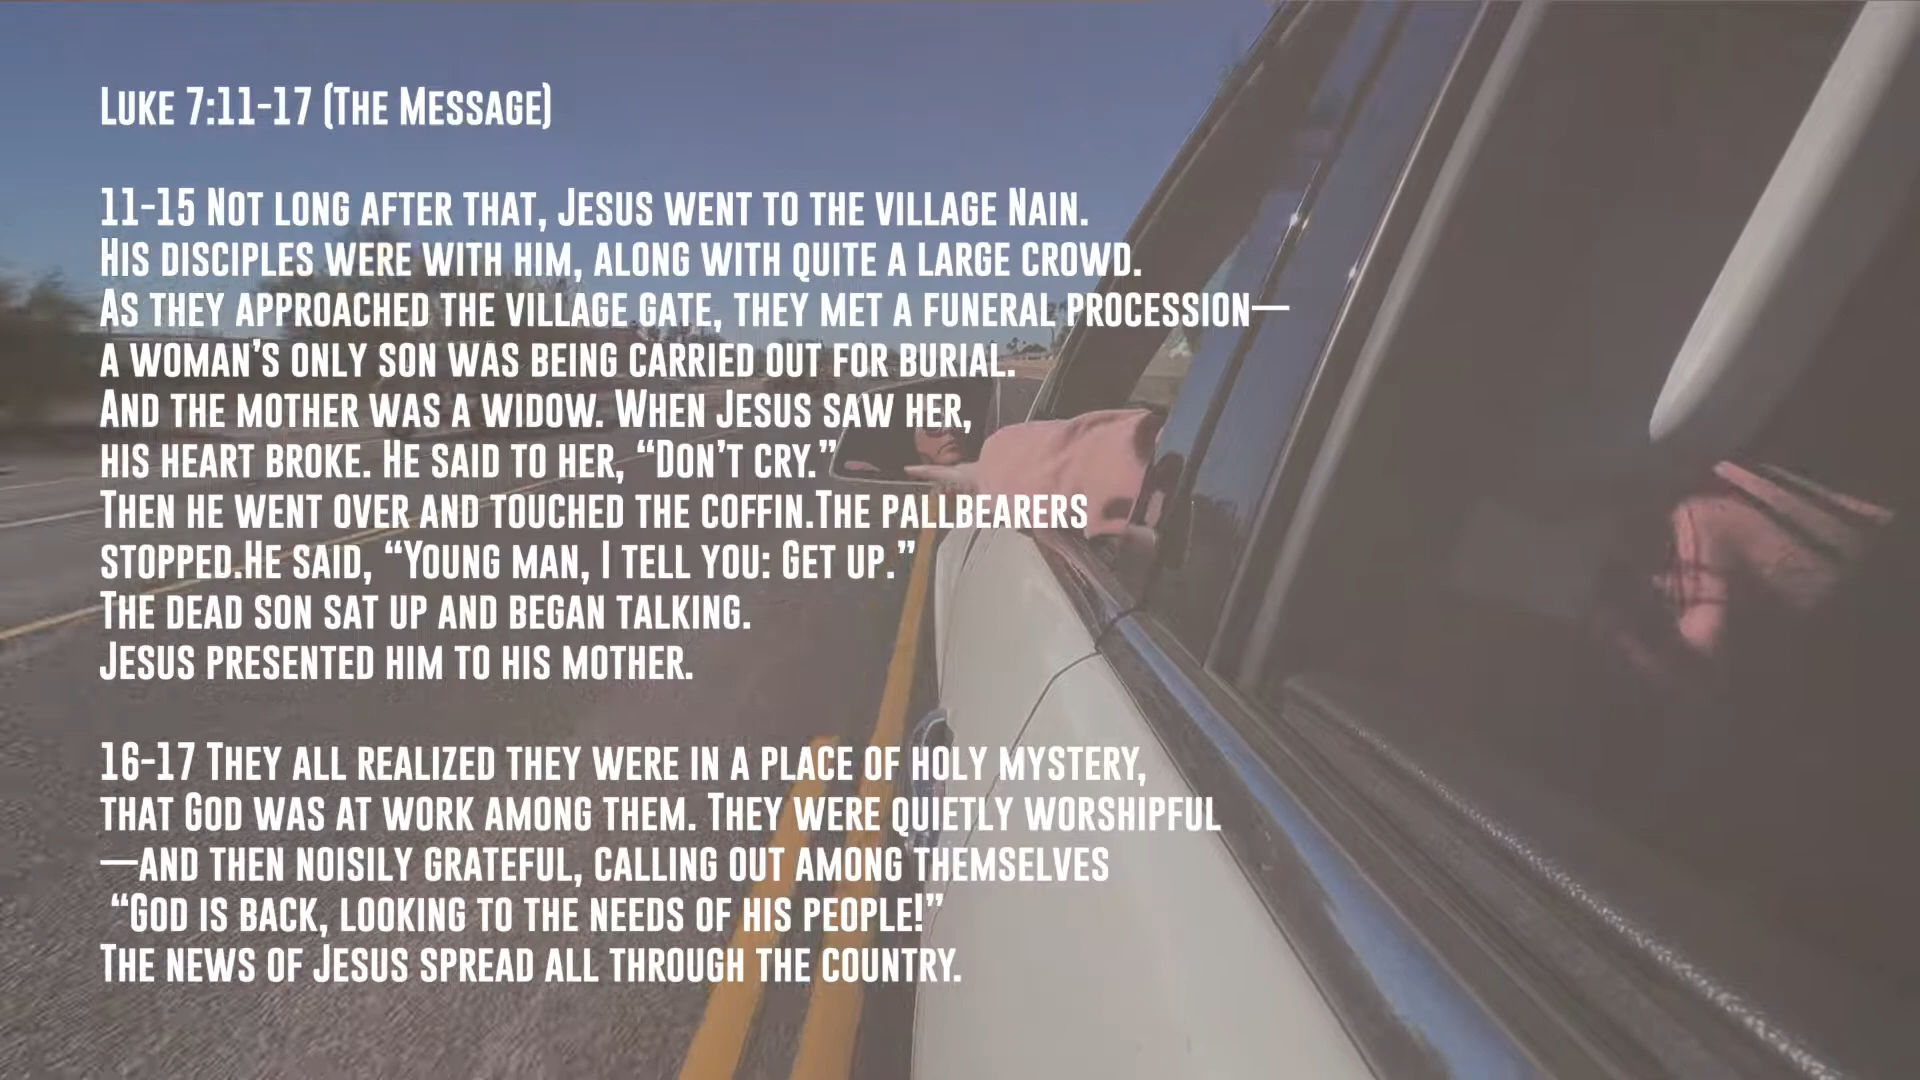 Luke 7:11-17 (The Message)
11-15 Not long after that, Jesus went to the village Nain.
His disciples were with him, along with quite a large crowd.
As they approached the village gate, they met a funeral procession—
a woman’s only son was being carried out for burial.
And the mother was a widow. When Jesus saw her,
his heart broke. He said to her, “Don’t cry.”
Then he went over and touched the coffin.The pallbearers
stopped.He said, “Young man, I tell you: Get up.”
The dead son sat up and began talking.
Jesus presented him to his mother.
16-17 They all realized they were in a place of holy mystery,
that God was at work among them. They were quietly worshipful
—and then noisily grateful, calling out among themselves
“God is back, looking to the needs of his people!”
The news of Jesus spread all through the country.